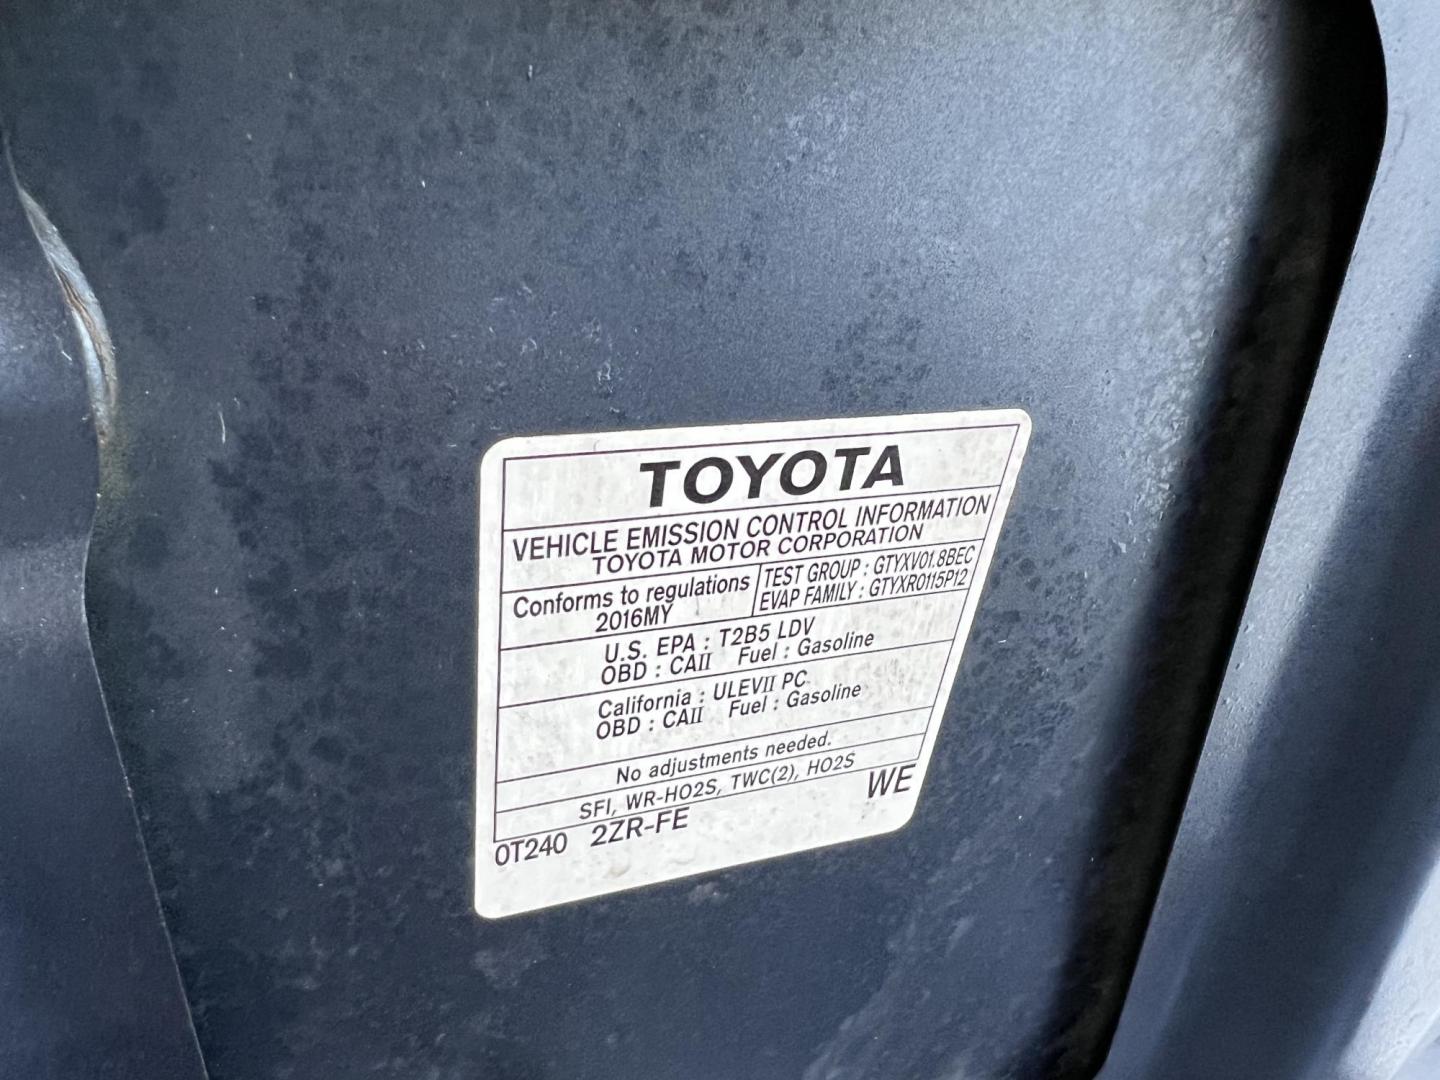 TOYOTA
VEHICLE EMISSION CONTROL INFORMATION
TOYOTA MOTOR CORPORATION
Conforms to regulations
2016MY
TEST GROUP : GTYXV01.8BEC
EVAP FAMILY : GTYXR0115P12
U.S. EPA : T2B5 LDV
OBD : CAII Fuel : Gasoline
California : ULEVII PC
OBD : CAII Fuel : Gasoline
No adjustments needed.
SFI, WR-HO2S, TWC(2), HO2S
0T240 2ZR-FE WE